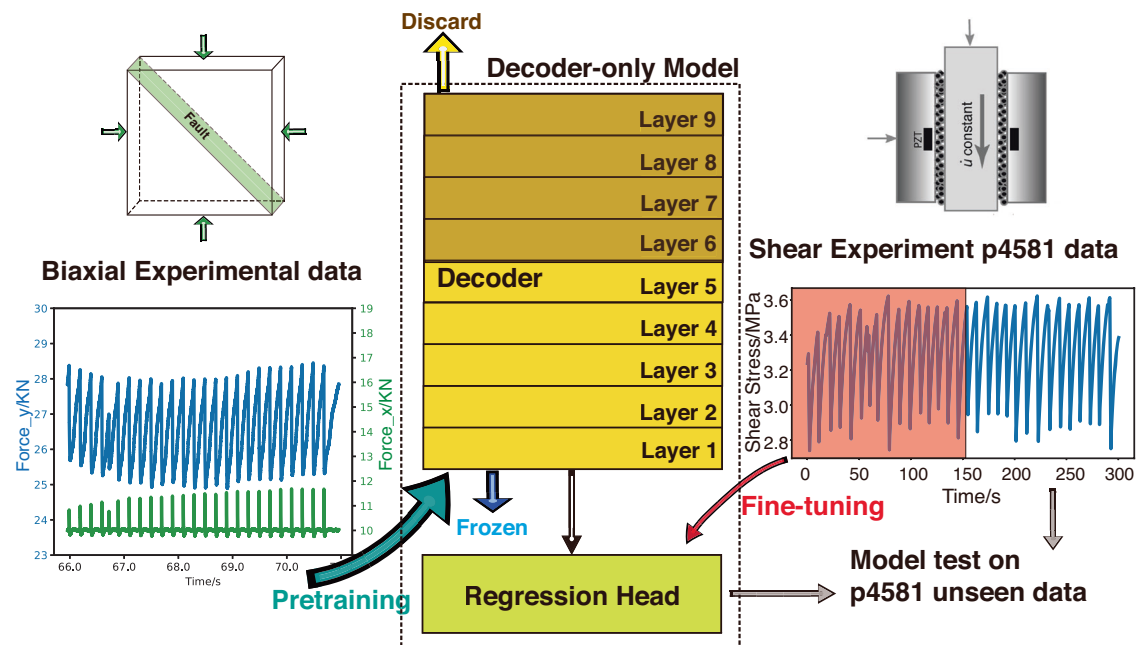 Discard
Decoder-only Model
Fault
Biaxial Experimental data
30
29
28
27
26
25
24
23
Force_y/KN
19
18
17
16
15
14
13
12
11
10
Force_x/KN
66.0
67.0
68.0
69.0
70.0
Time/s
Pretraining
Layer 9
Layer 8
Layer 7
Layer 6
Decoder
Layer 5
Layer 4
Layer 3
Layer 2
Layer 1
Frozen
Regression Head
PZT
u̇ constant
Shear Experiment p4581 data
3.6
3.4
3.2
3.0
2.8
Shear Stress/MPa
0
50
100
150
200
250
300
Time/s
Fine-tuning
Model test on
p4581 unseen data